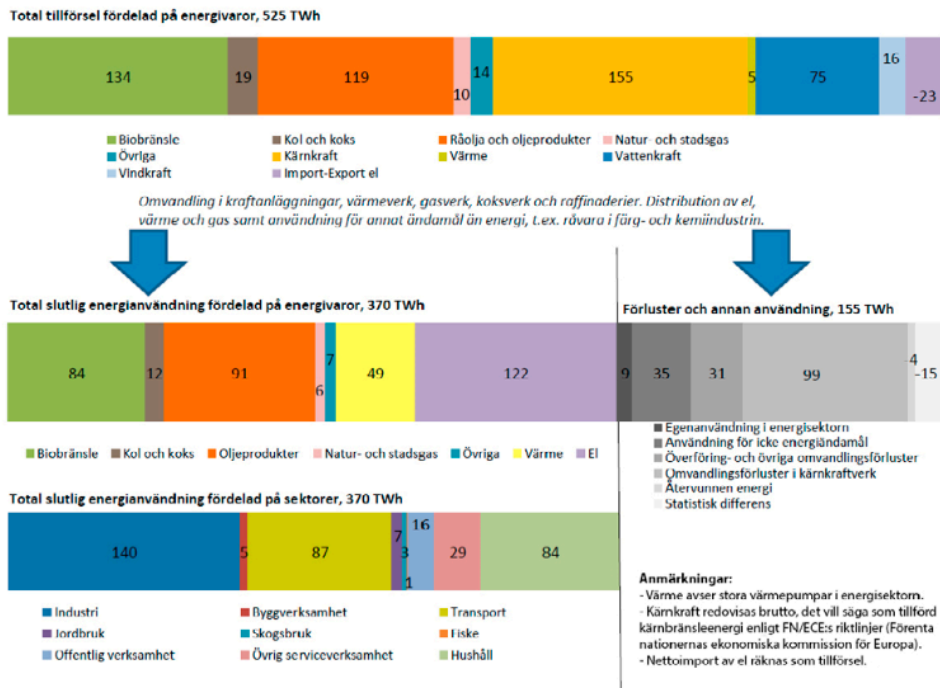 Total tillförsel fördelad på energivaror, 525 TWh
134 19 119 10 14 155 5 75 16 -23
Biobränsle Kol och koks Råolja och oljeprodukter Natur- och stadsgas
Övriga Kärnkraft Värme Vattenkraft
Vindkraft Import-Export el
Omvandling i kraftanläggningar, värmeverk, gasverk, koksverk och raffinaderier. Distribution av el,
värme och gas samt användning för annat ändamål än energi, t.ex. råvara i färg- och kemiindustrin.
Total slutlig energianvändning fördelad på energivaror, 370 TWh
84 12 91 6 7 49 122
Biobränsle Kol och koks Oljeprodukter Natur- och stadsgas Övriga Värme El
Förluster och annan användning, 155 TWh
9 35 31 99 -4 -15
Egenanvändning i energisektorn
Användning för icke energiändamål
Överföring- och övriga omvandlingsförluster
Omvandlingsförluster i kärnkraftverk
Återvunnen energi
Statistisk differens
Total slutlig energianvändning fördelad på sektorer, 370 TWh
140 5 87 7 3 1 16 29 84
Industri Byggverksamhet Transport
Jordbruk Skogsbruk Fiske
Offentlig verksamhet Övrig serviceverksamhet Hushåll
Anmärkningar:
- Värme avser stora värmepumpar i energisektorn.
- Kärnkraft redovisas brutto, det vill säga som tillförd
kärnbränsleenergi enligt FN/ECE:s riktlinjer (Förenta
nationernas ekonomiska kommission för Europa).
- Nettoimport av el räknas som tillförsel.